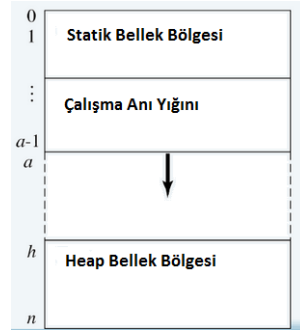 0
1 Statik Bellek Bölgesi
⋮
Çalışma Anı Yığını
a-1
a
h
Heap Bellek Bölgesi
n